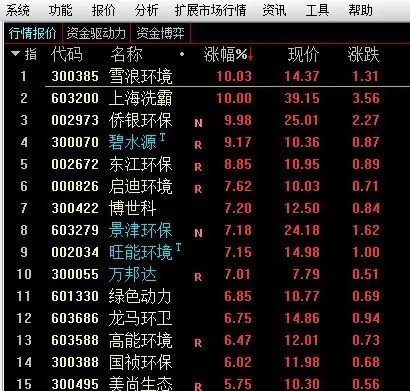 系统 功能 报价 分析 扩展市场行情 资讯 工具 帮助
行情报价 资金驱动力 资金博弈
▼指 代码 名称 • 涨幅%↓ 现价 涨跌
1 300385 雪浪环境 10.03 14.37 1.31
2 603200 上海洗霸 10.00 39.15 3.56
3 002973 侨银环保 N 9.98 25.01 2.27
4 300070 碧水源T R 9.17 10.36 0.87
5 002672 东江环保 R 8.85 10.95 0.89
6 000826 启迪环境 R 7.62 10.03 0.71
7 300422 博世科 7.20 12.50 0.84
8 603279 景津环保 N 7.18 24.18 1.62
9 002034 旺能环境T 7.15 14.98 1.00
10 300055 万邦达 R 7.01 7.79 0.51
11 601330 绿色动力 6.85 10.77 0.69
12 603686 龙马环卫 6.75 14.86 0.94
13 603588 高能环境 R 6.47 12.01 0.73
14 300388 国祯环保 R 6.02 11.98 0.68
15 300495 美尚生态 R 5.75 10.30 0.56